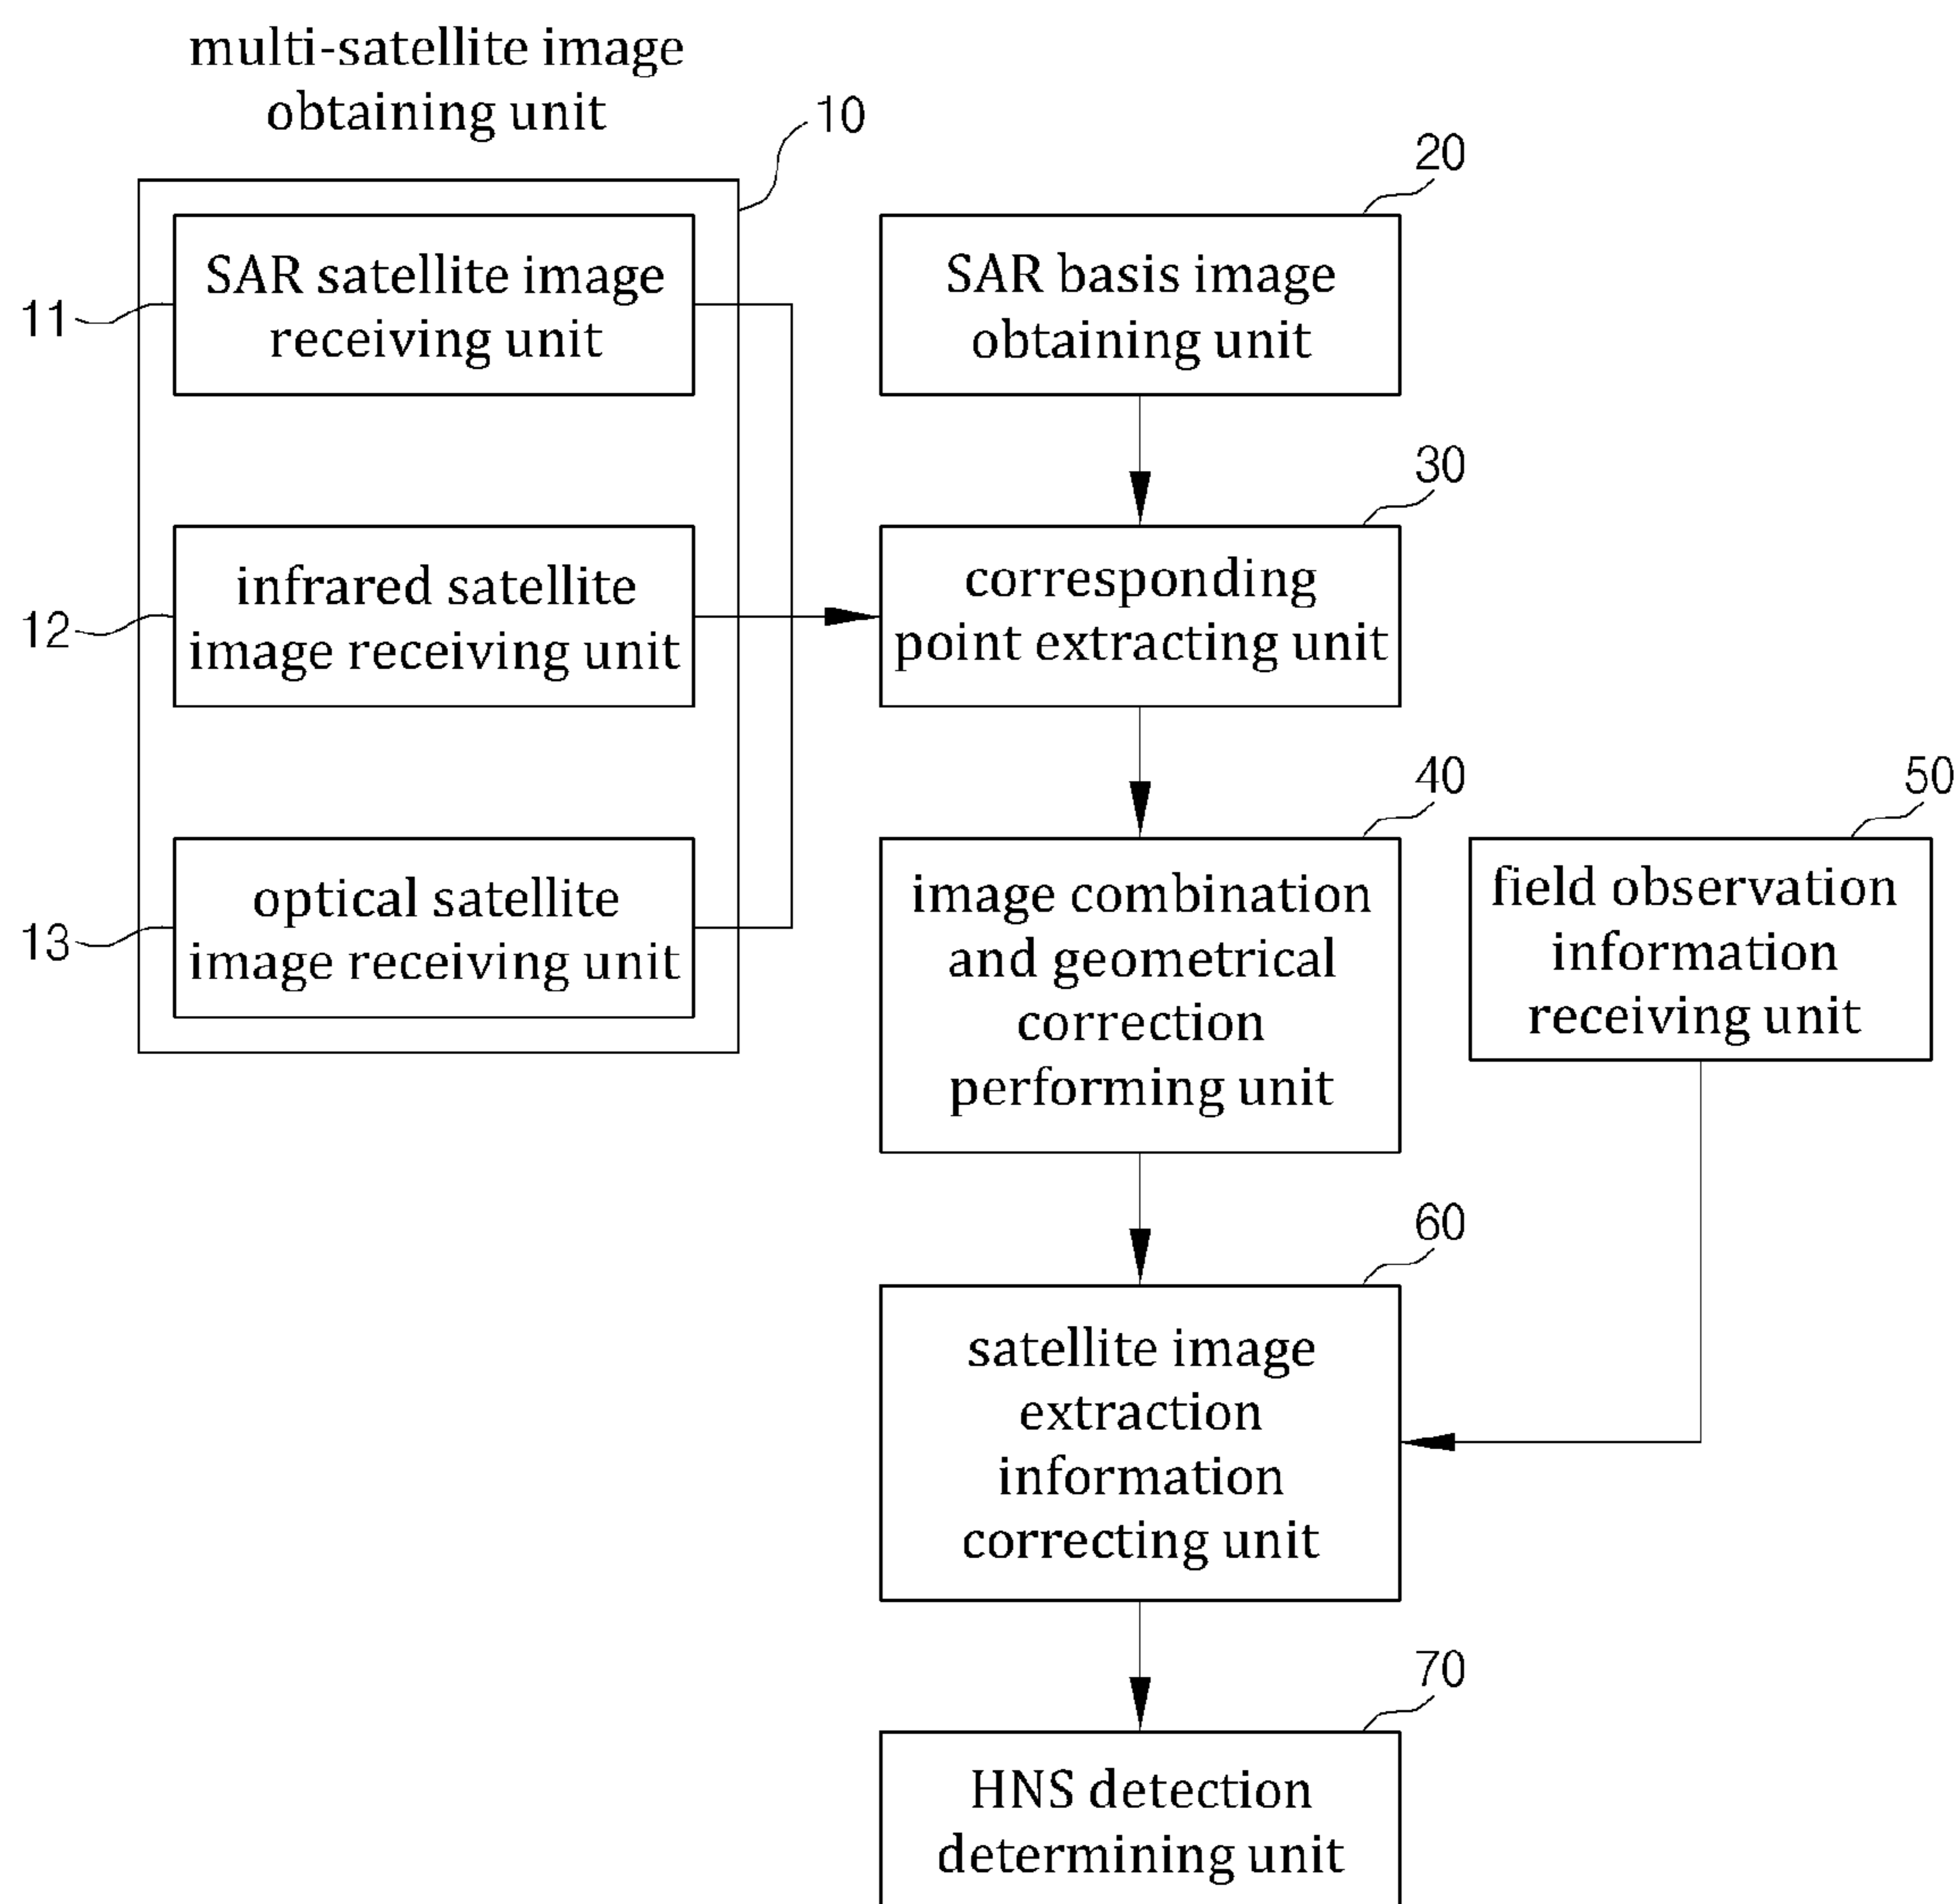 multi-satellite image
obtaining unit
10
SAR satellite image
receiving unit
11
infrared satellite
image receiving unit
12
optical satellite
image receiving unit
13
20
SAR basis image
obtaining unit
30
corresponding
point extracting unit
40
image combination
and geometrical
correction
performing unit
50
field observation
information
receiving unit
60
satellite image
extraction
information
correcting unit
70
HNS detection
determining unit